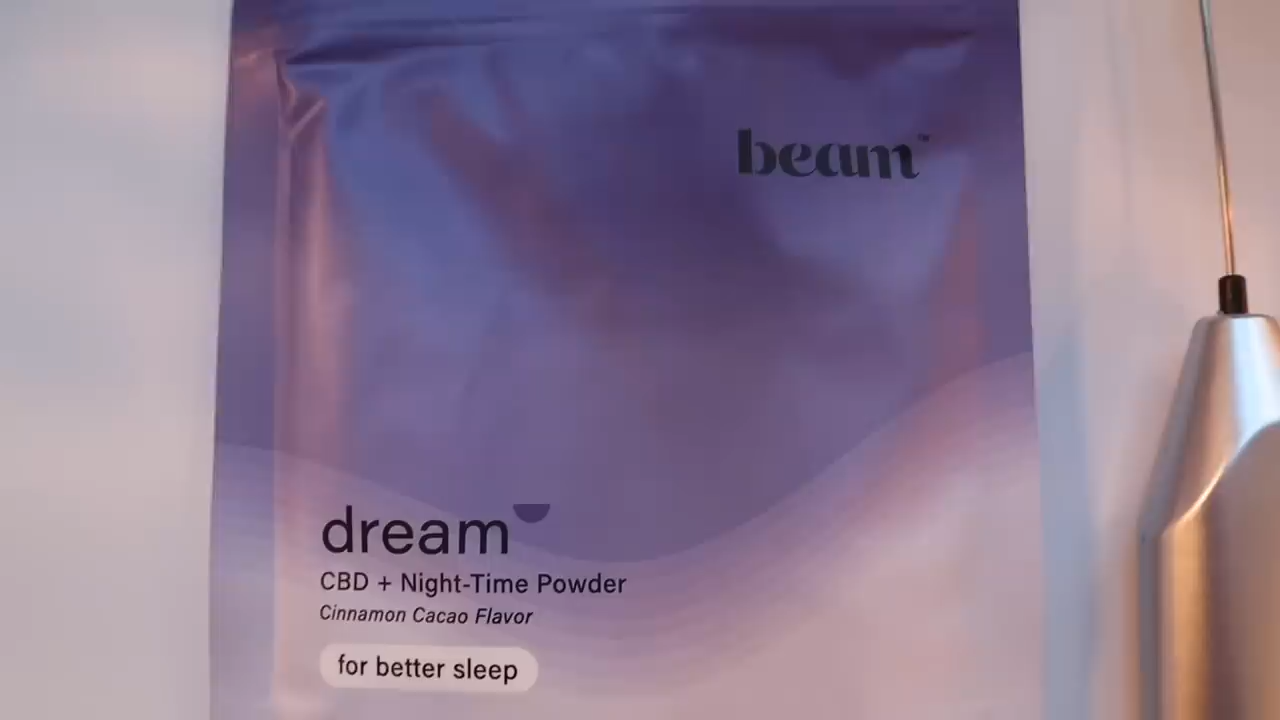 beam™
dream
CBD + Night-Time Powder
Cinnamon Cacao Flavor
for better sleep